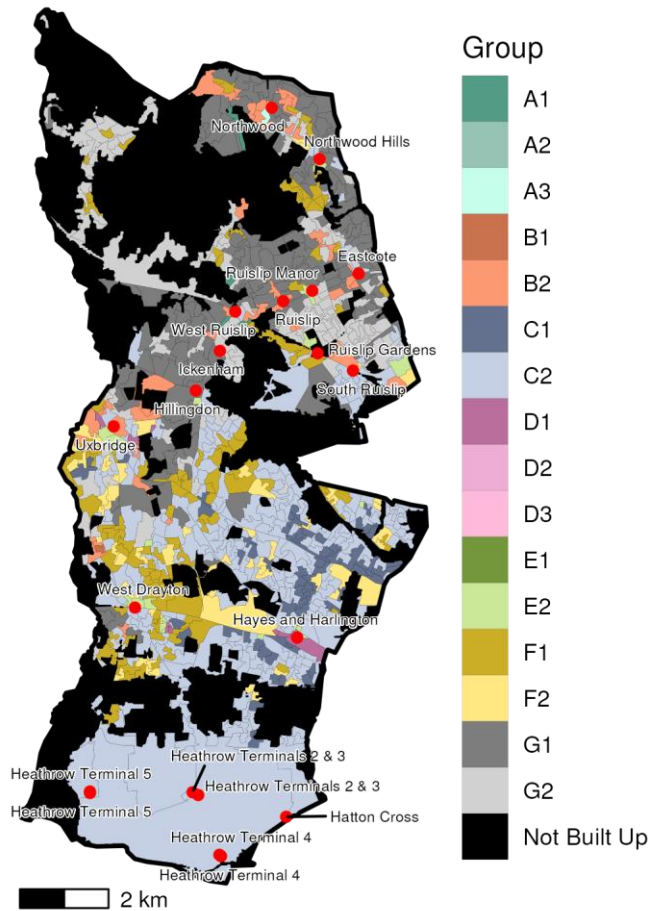 Group
A1
A2
A3
B1
B2
C1
C2
D1
D2
D3
E1
E2
F1
F2
G1
G2
Not Built Up
Northwood
Northwood Hills
Eastcote
Ruislip Manor
Ruislip
West Ruislip
Ruislip Gardens
Ickenham
South Ruislip
Hillingdon
Uxbridge
West Drayton
Hayes and Harlington
Heathrow Terminals 2 & 3
Heathrow Terminal 5
Heathrow Terminals 2 & 3
Heathrow Terminal 5
Hatton Cross
Heathrow Terminal 4
Heathrow Terminal 4
2 km